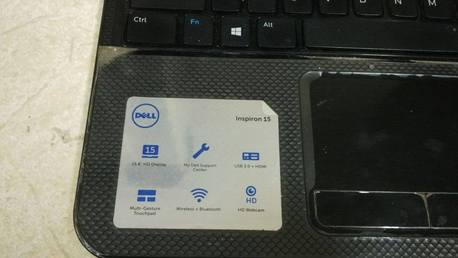 M
Ctrl
Fn
Alt
DELL
Inspiron 15
15
15.6" HD Display
My Dell Support
Center
USB 3.0 + HDMI
Multi-Gesture
Touchpad
Wireless + Bluetooth
HD
HD Webcam